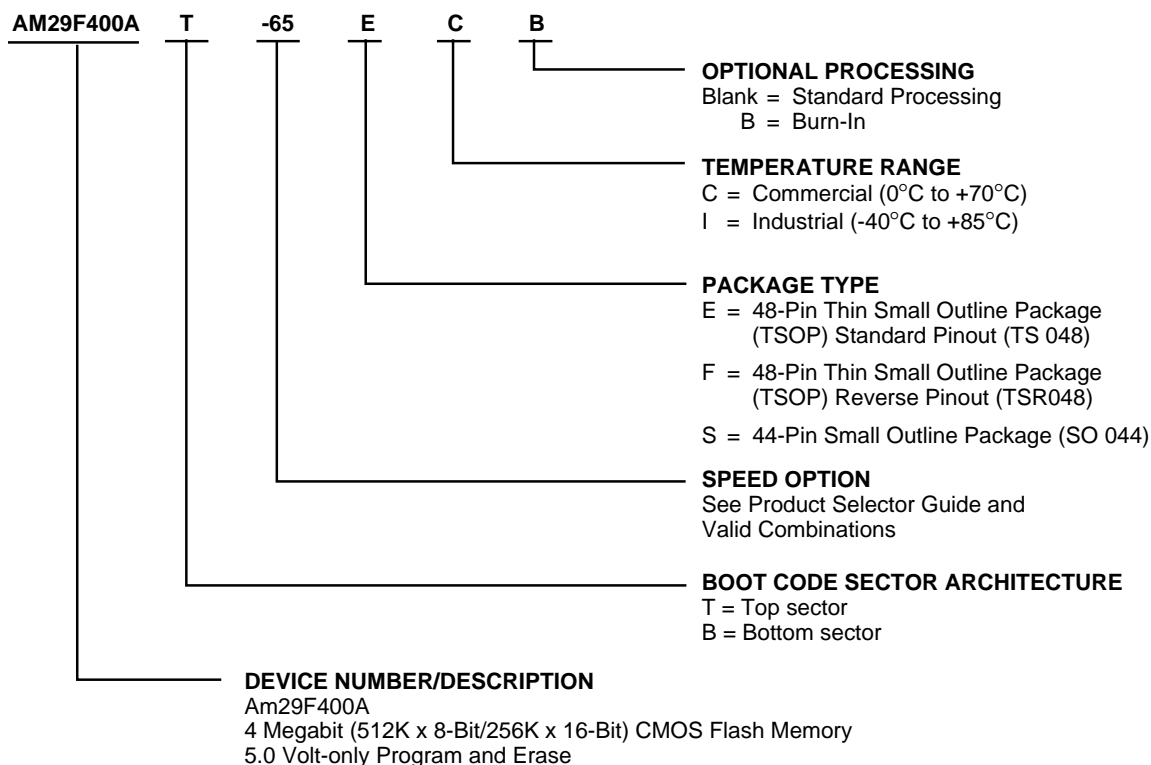 AM29F400A T -65 E C B
OPTIONAL PROCESSING
Blank = Standard Processing
B = Burn-In
TEMPERATURE RANGE
C = Commercial (0°C to +70°C)
I = Industrial (-40°C to +85°C)
PACKAGE TYPE
E = 48-Pin Thin Small Outline Package
(TSOP) Standard Pinout (TS 048)
F = 48-Pin Thin Small Outline Package
(TSOP) Reverse Pinout (TSR048)
S = 44-Pin Small Outline Package (SO 044)
SPEED OPTION
See Product Selector Guide and
Valid Combinations
BOOT CODE SECTOR ARCHITECTURE
T = Top sector
B = Bottom sector
DEVICE NUMBER/DESCRIPTION
Am29F400A
4 Megabit (512K x 8-Bit/256K x 16-Bit) CMOS Flash Memory
5.0 Volt-only Program and Erase